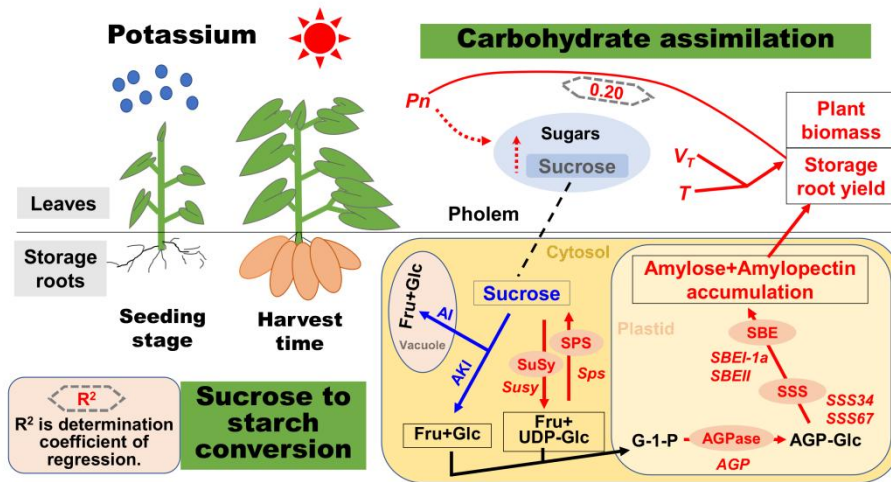 Potassium
Carbohydrate assimilation
Pn
0.20
Sugars
Sucrose
V_T
T
Plant
biomass
Storage
root yield
Leaves
Pholem
Storage
roots
Seeding
stage
Harvest
time
Cytosol
Fru+Glc
Vacuole
AI
AKI
Sucrose
SuSy
Susy
SPS
Sps
Fru+Glc
Fru+
UDP-Glc
Plastid
Amylose+Amylopectin
accumulation
SBE
SBEI-1a
SBEII
SSS
SSS34
SSS67
G-1-P
AGPase
AGP
AGP-Glc
R²
R² is determination
coefficient of
regression.
Sucrose to
starch
conversion